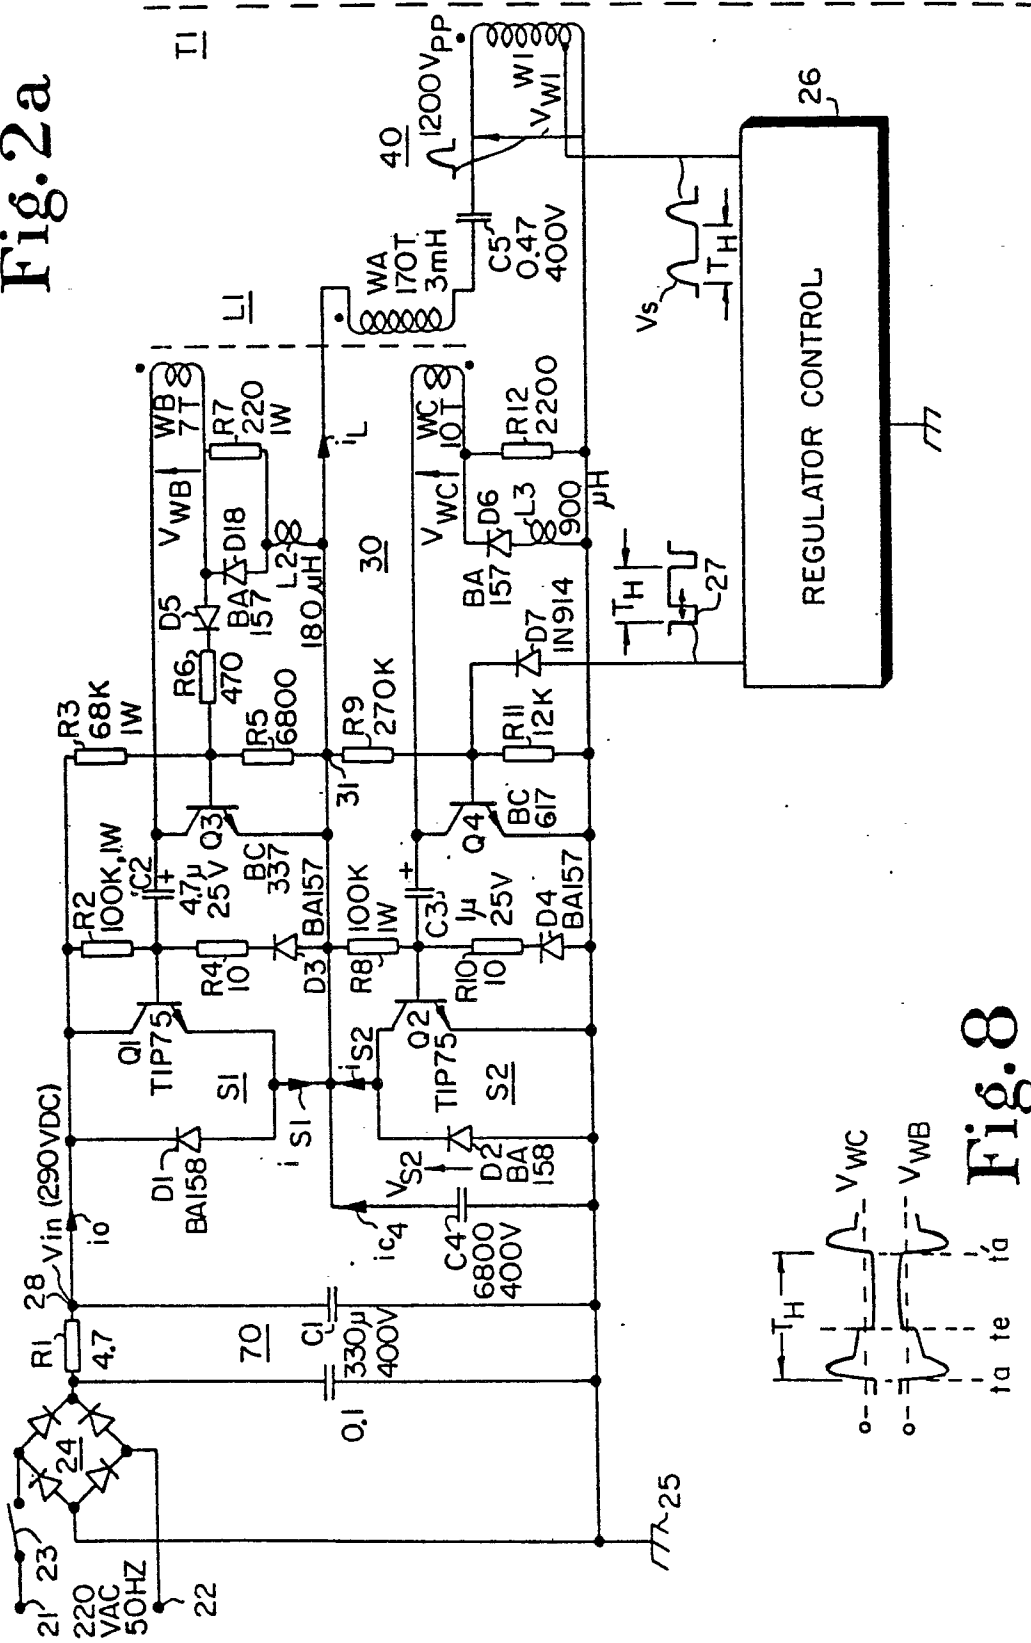 Fig.2a
T1
21
220
VAC
50HZ
22
23
24
25
R1
4.7
28
Vin (290VDC)
io
70
0.1
C1
330µ
400V
D1
BA158
Q1
TIP75
S1
iS1
iS2
ic4
C4
6800
400V
VS2
D2
BA
158
Q2
TIP75
S2
R2
100K,1W
C2
4.7µ
25V
R4
10
D3
BA157
R8
100K
1W
C3
1µ
25V
R10
10
D4
BA157
Q3
BC
337
Q4
BC
617
R3
68K
1W
R6
470
R5
6800
31
R9
270K
R11
12K
D5
D18
BA
157
L2
180µH
30
D7
1N914
VWB
WB
7T
R7
220
1W
iL
VWC
WC
10T
D6
BA
157
L3
900
µH
R12
2200
L1
WA
170T
3mH
C5
0.47
400V
40
1200VPP
W1
VW1
TH
27
Vs
TH
REGULATOR CONTROL
26
TH
VWC
VWB
o
o
ta
te
t'a
Fig.8